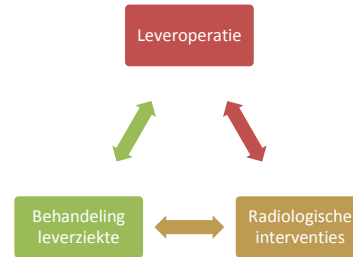 Leveroperatie
Behandeling
leverziekte
Radiologische
interventies